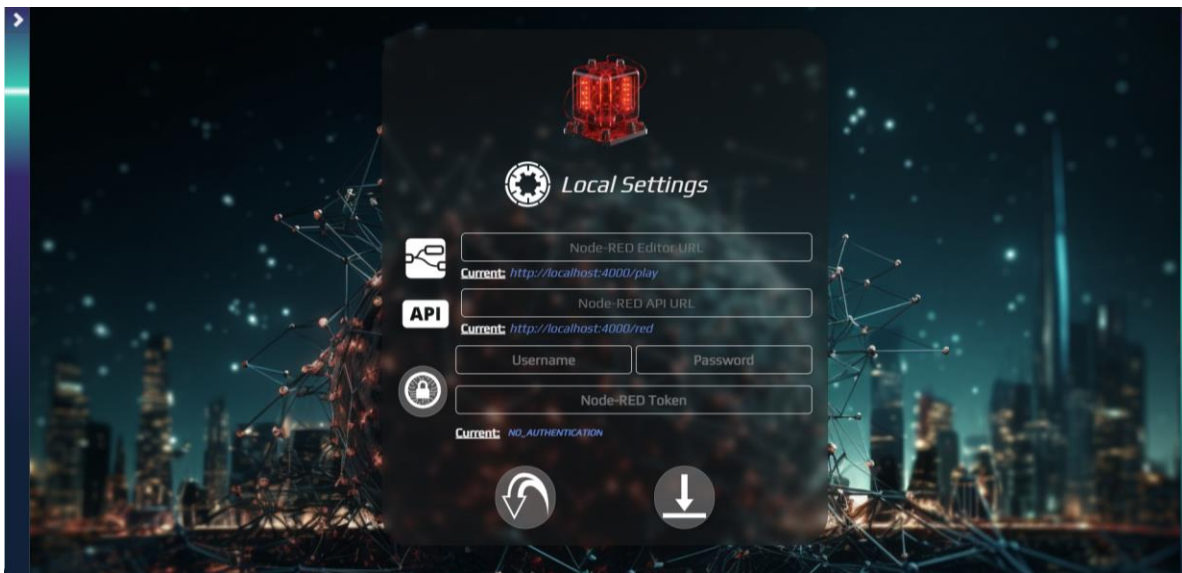 Local Settings
Node-RED Editor URL
Current: http://localhost:4000/play
API
Node-RED API URL
Current: http://localhost:4000/red
Username Password
Node-RED Token
Current: NO_AUTHENTICATION